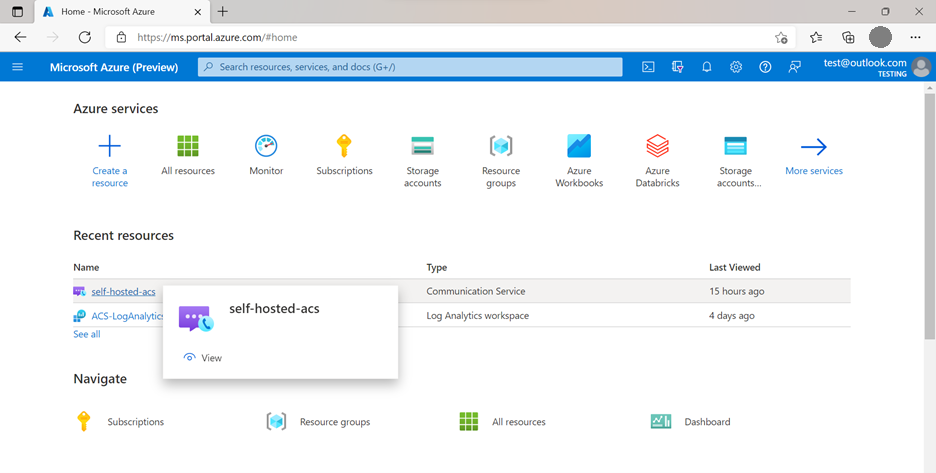 Home - Microsoft Azure
https://ms.portal.azure.com/#home
Microsoft Azure (Preview)
Search resources, services, and docs (G+/)
test@outlook.com
TESTING
Azure services
Create a
resource
All resources
Monitor
Subscriptions
Storage
accounts
Resource
groups
Azure
Workbooks
Azure
Databricks
Storage
accounts...
More services
Recent resources
Name Type Last Viewed
self-hosted-acs Communication Service 15 hours ago
ACS-LogAnalytics Log Analytics workspace 4 days ago
self-hosted-acs
View
See all
Navigate
Subscriptions Resource groups All resources Dashboard